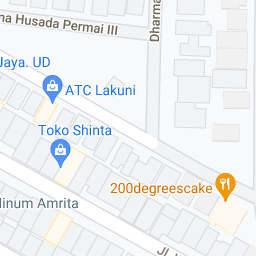 na Husada Permai III
Dharma
Jaya. UD
ATC Lakuni
Toko Shinta
200degreescake
linum Amrita
Jl.